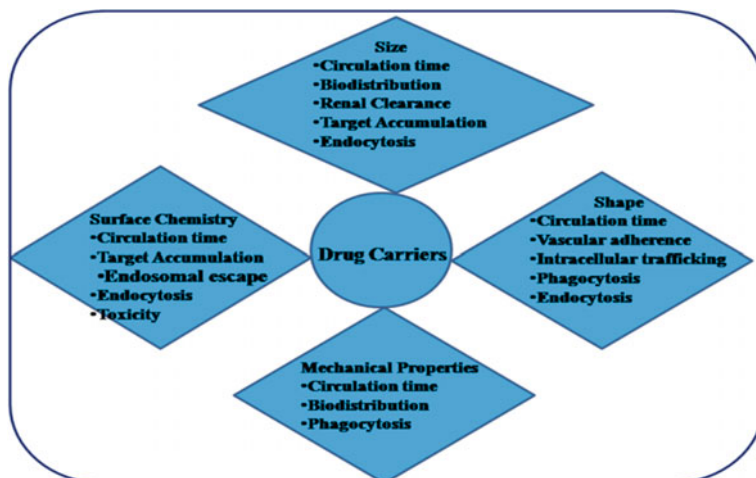 Size
•Circulation time
•Biodistribution
•Renal Clearance
•Target Accumulation
•Endocytosis
Surface Chemistry
•Circulation time
•Target Accumulation
•Endosomal escape
•Endocytosis
•Toxicity
Drug Carriers
Shape
•Circulation time
•Vascular adherence
•Intracellular trafficking
•Phagocytosis
•Endocytosis
Mechanical Properties
•Circulation time
•Biodistribution
•Phagocytosis